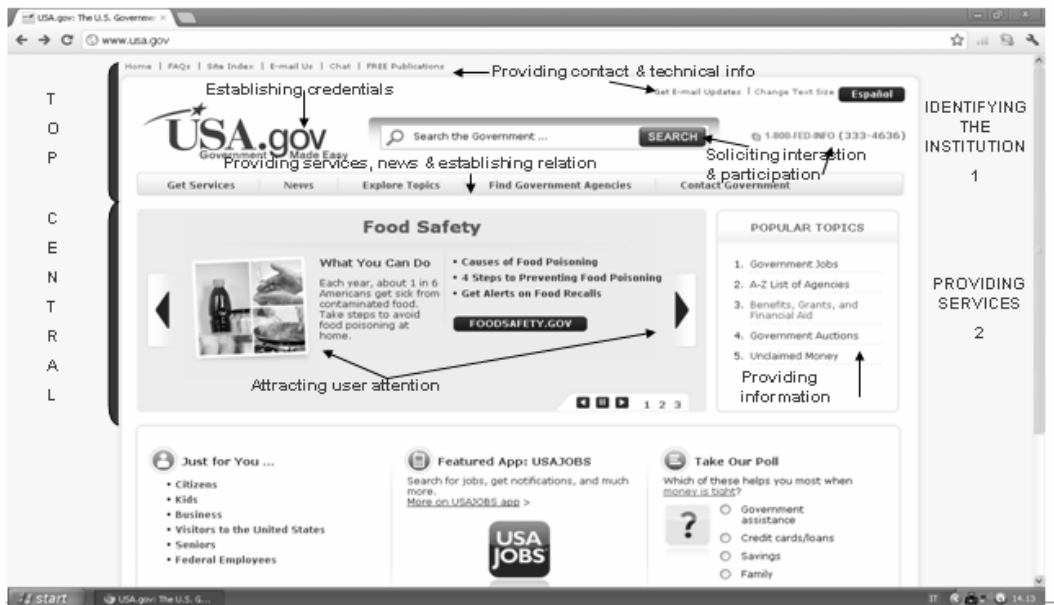 USA.gov: The U.S. Governmen
www.usa.gov
Home | FAQs | Site Index | E-mail Us | Chat | FREE Publications
Providing contact & technical info
Establishing credentials
Get E-mail Updates | Change Text Size
Español
T
O
P
IDENTIFYING
THE
INSTITUTION
1
USA.gov
Government Made Easy
Search the Government ...
SEARCH
1-800-FED-INFO (333-4636)
Soliciting interaction
& participation
Providing services, news & establishing relation
Get Services News Explore Topics Find Government Agencies Contact Government
C
E
N
T
R
A
L
PROVIDING
SERVICES
2
Food Safety
What You Can Do
Each year, about 1 in 6
Americans get sick from
contaminated food.
Take steps to avoid
food poisoning at
home.
• Causes of Food Poisoning
• 4 Steps to Preventing Food Poisoning
• Get Alerts on Food Recalls
FOODSAFETY.GOV
Attracting user attention
1 2 3
POPULAR TOPICS
1. Government Jobs
2. A-Z List of Agencies
3. Benefits, Grants, and
Financial Aid
4. Government Auctions
5. Unclaimed Money
Providing
information
Just for You ...
• Citizens
• Kids
• Business
• Visitors to the United States
• Seniors
• Federal Employees
Featured App: USAJOBS
Search for jobs, get notifications, and much
more.
More on USAJOBS app >
USA
JOBS
Take Our Poll
Which of these helps you most when
money is tight?
?
Government
assistance
Credit cards/loans
Savings
Family
start
USA.gov: The U.S. G...
IT
14.13